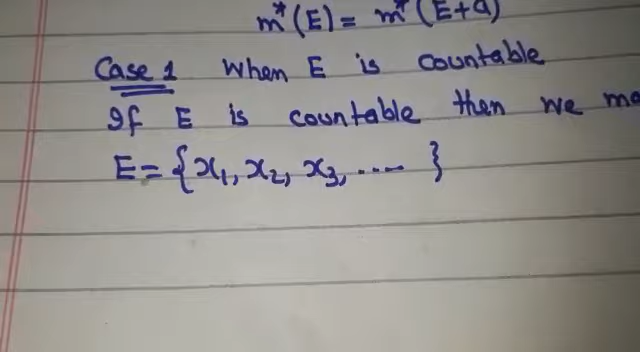 m*(E) = m*(E+a)
Case 1 When E is countable
If E is countable then we
E = {x₁, x₂, x₃, ---- }